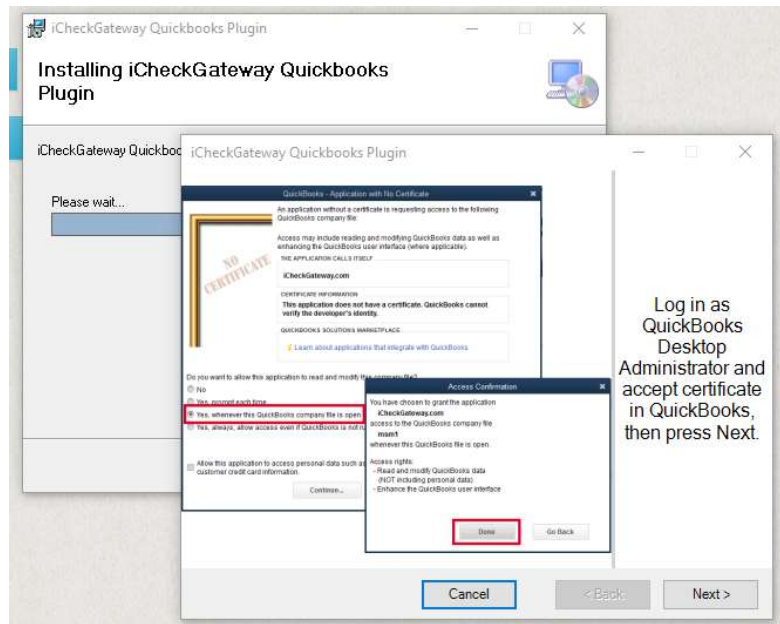 iCheckGateway Quickbooks Plugin
Installing iCheckGateway Quickbooks
Plugin
iCheckGateway Quickboo
Please wait...
iCheckGateway Quickbooks Plugin
QuickBooks - Application with No Certificate
An application without a certificate is requesting access to the following
QuickBooks company file:
Access may include reading and modifying QuickBooks data as well as
enhancing the QuickBooks user interface (where applicable).
NO
CERTIFICATE
THE APPLICATION CALLS ITSELF
iCheckGateway.com
CERTIFICATE INFORMATION
This application does not have a certificate. QuickBooks cannot
verify the developer's identity.
QUICKBOOKS SOLUTIONS MARKETPLACE
Learn about applications that integrate with QuickBooks
Do you want to allow this application to read and modify this company file?
No
Yes, prompt each time
Yes, whenever this QuickBooks company file is open
Yes, always, allow access even if QuickBooks is not ru
Allow this application to access personal data such as
customer credit card information.
Continue...
Access Confirmation
You have chosen to grant the application
iCheckGateway.com
access to the QuickBooks company file
whenever this QuickBooks file is open.
Access rights:
- Read and modify QuickBooks data
(NOT including personal data)
- Enhance the QuickBooks user interface
Done
Go Back
Log in as
QuickBooks
Desktop
Administrator and
accept certificate
in QuickBooks,
then press Next.
Cancel
< Back
Next >